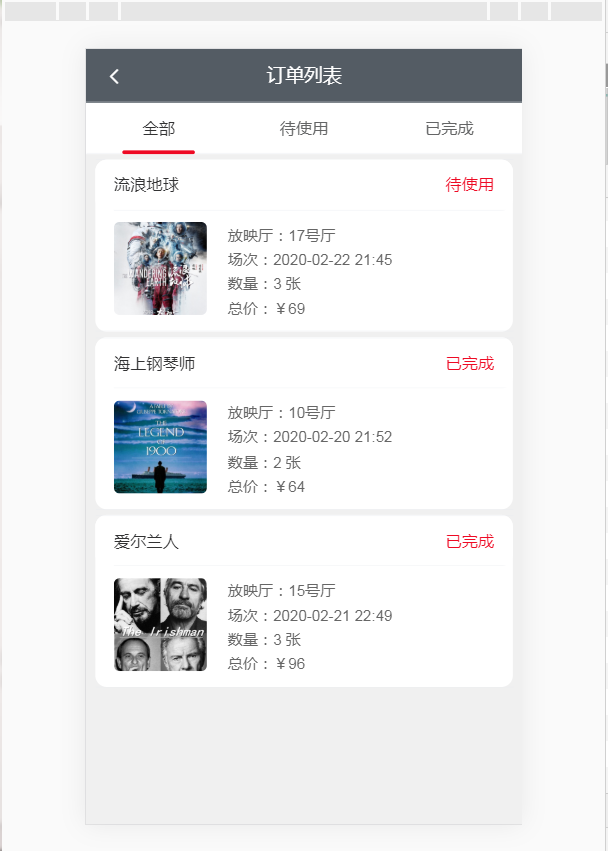 订单列表
全部
待使用
已完成
流浪地球
待使用
WANDERING
EARTH
放映厅：17号厅
场次：2020-02-22 21:45
数量：3 张
总价：￥69
海上钢琴师
已完成
THE
LEGEND
OF
1900
放映厅：10号厅
场次：2020-02-20 21:52
数量：2 张
总价：￥64
爱尔兰人
已完成
The Irishman
放映厅：15号厅
场次：2020-02-21 22:49
数量：3 张
总价：￥96